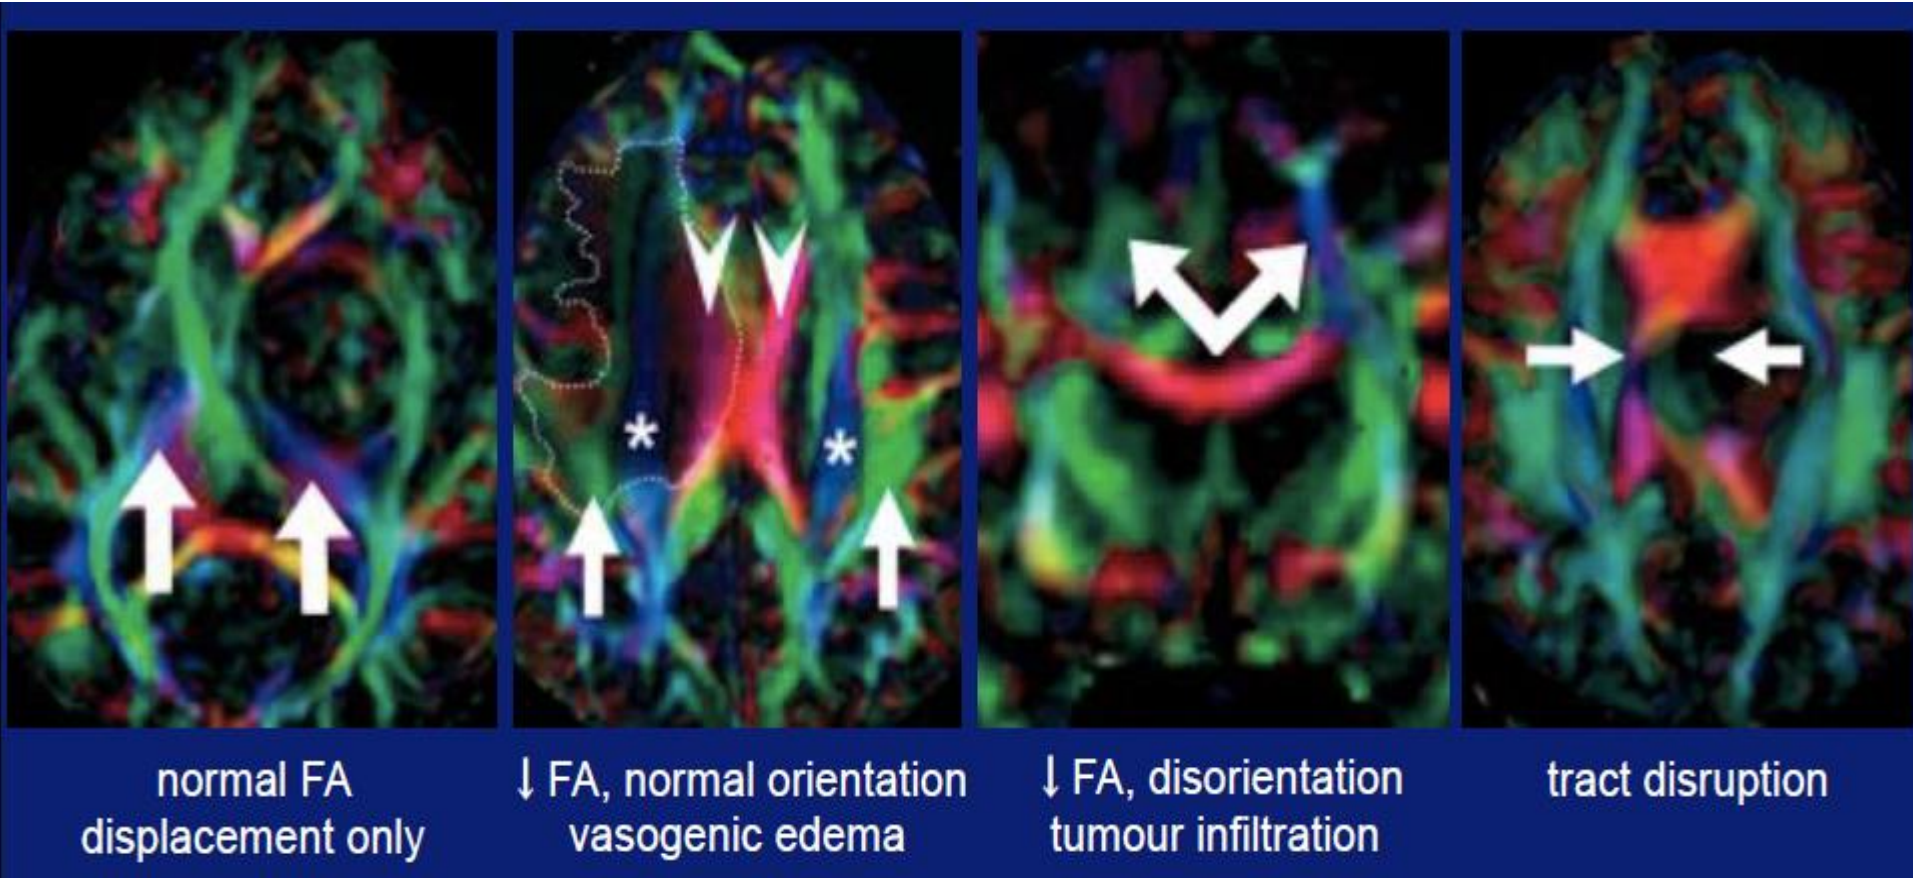 *
*
normal FA
displacement only
↓ FA, normal orientation
vasogenic edema
↓ FA, disorientation
tumour infiltration
tract disruption